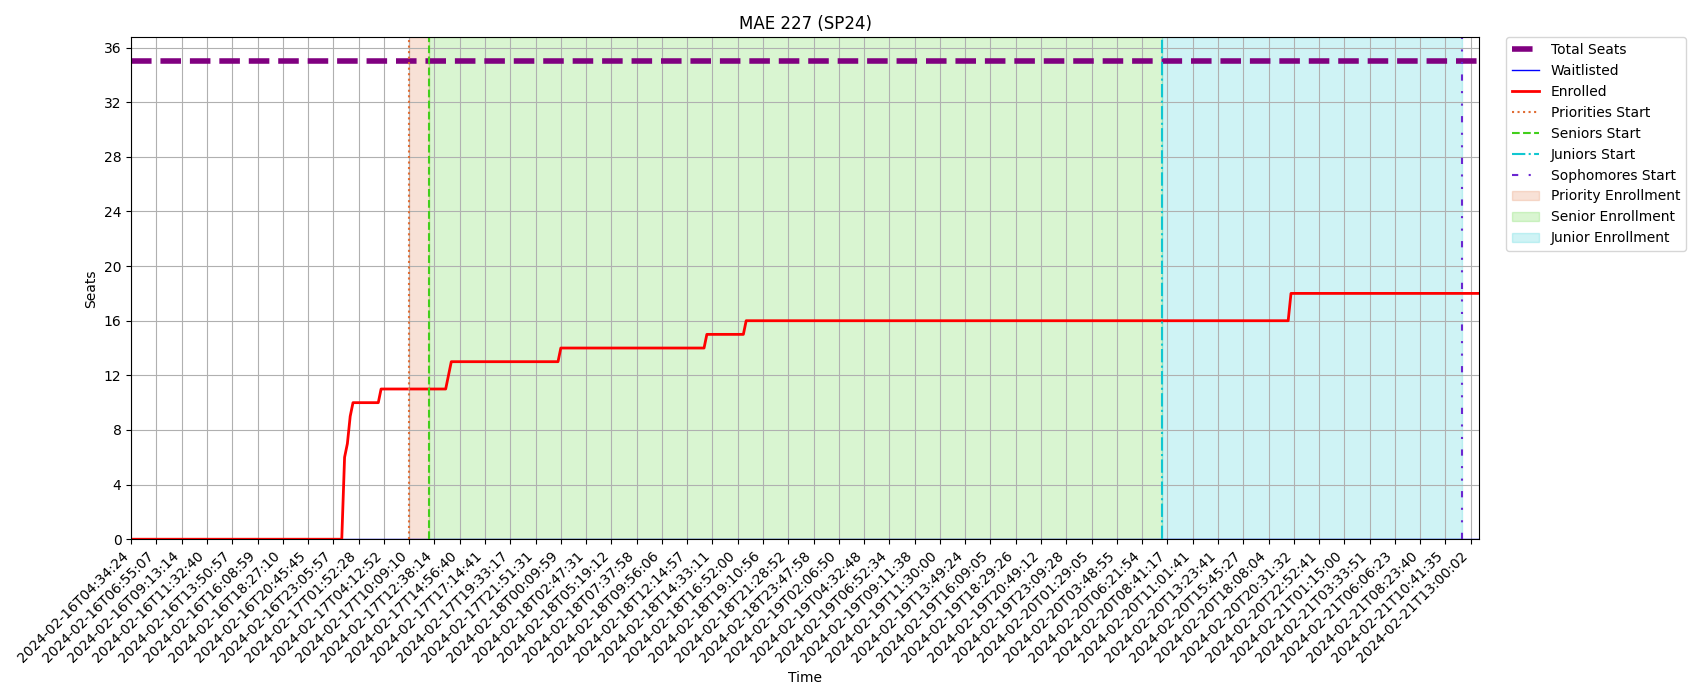 MAE 227 (SP24)
Total Seats
Waitlisted
Enrolled
Priorities Start
Seniors Start
Juniors Start
Sophomores Start
Priority Enrollment
Senior Enrollment
Junior Enrollment
Seats
36
32
28
24
20
16
12
8
4
0
2024-02-16T04:34:24
2024-02-16T06:55:07
2024-02-16T09:13:14
2024-02-16T11:32:40
2024-02-16T13:50:57
2024-02-16T16:08:59
2024-02-16T18:27:10
2024-02-16T20:45:45
2024-02-16T23:05:57
2024-02-17T01:52:28
2024-02-17T04:12:52
2024-02-17T10:09:10
2024-02-17T12:38:14
2024-02-17T14:56:40
2024-02-17T17:14:41
2024-02-17T19:33:17
2024-02-17T21:51:31
2024-02-18T00:09:59
2024-02-18T02:47:31
2024-02-18T05:19:12
2024-02-18T07:37:58
2024-02-18T09:56:06
2024-02-18T12:14:57
2024-02-18T14:33:11
2024-02-18T16:52:00
2024-02-18T19:10:56
2024-02-18T21:28:52
2024-02-18T23:47:58
2024-02-19T02:06:50
2024-02-19T04:32:48
2024-02-19T06:52:34
2024-02-19T09:11:38
2024-02-19T11:30:00
2024-02-19T13:49:24
2024-02-19T16:09:05
2024-02-19T18:29:26
2024-02-19T20:49:12
2024-02-19T23:09:28
2024-02-20T01:29:05
2024-02-20T03:48:55
2024-02-20T06:21:54
2024-02-20T08:41:17
2024-02-20T11:01:41
2024-02-20T13:23:41
2024-02-20T15:45:27
2024-02-20T18:08:04
2024-02-20T20:31:32
2024-02-20T22:52:41
2024-02-21T01:15:00
2024-02-21T03:33:51
2024-02-21T06:06:23
2024-02-21T08:23:40
2024-02-21T10:41:35
2024-02-21T13:00:02
Time